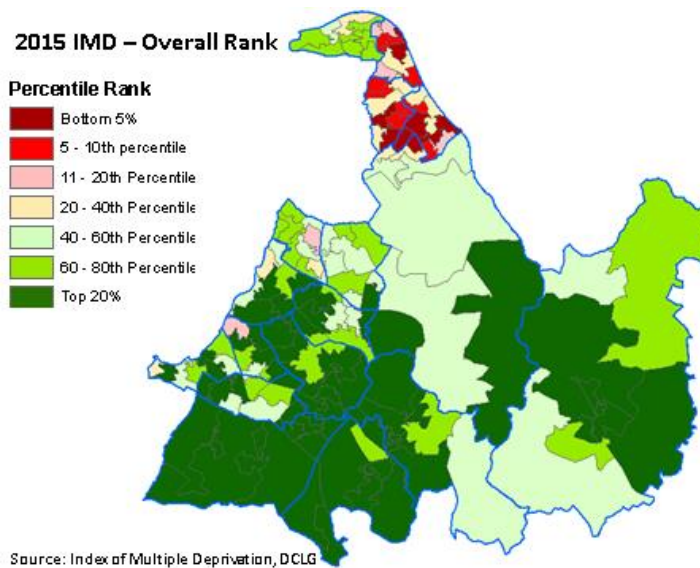 2015 IMD – Overall Rank
Percentile Rank
Bottom 5%
5 - 10th percentile
11 - 20th Percentile
20 - 40th Percentile
40 - 60th Percentile
60 - 80th Percentile
Top 20%
Source: Index of Multiple Deprivation, DCLG